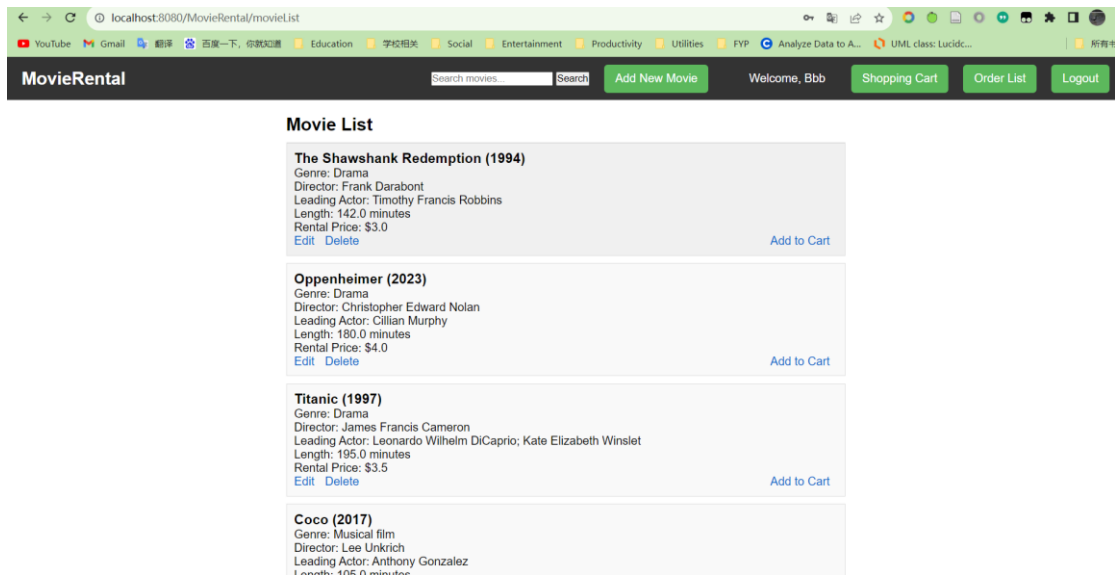 localhost:8080/MovieRental/movieList
YouTube Gmail 翻译 百度一下，你就知道 Education 学校相关 Social Entertainment Productivity Utilities FYP Analyze Data to A... UML class: Lucidc...
MovieRental Search movies... Search Add New Movie Welcome, Bbb Shopping Cart Order List Logout
Movie List
The Shawshank Redemption (1994)
Genre: Drama
Director: Frank Darabont
Leading Actor: Timothy Francis Robbins
Length: 142.0 minutes
Rental Price: $3.0
Edit Delete Add to Cart
Oppenheimer (2023)
Genre: Drama
Director: Christopher Edward Nolan
Leading Actor: Cillian Murphy
Length: 180.0 minutes
Rental Price: $4.0
Edit Delete Add to Cart
Titanic (1997)
Genre: Drama
Director: James Francis Cameron
Leading Actor: Leonardo Wilhelm DiCaprio; Kate Elizabeth Winslet
Length: 195.0 minutes
Rental Price: $3.5
Edit Delete Add to Cart
Coco (2017)
Genre: Musical film
Director: Lee Unkrich
Leading Actor: Anthony Gonzalez
Length: 105.0 minutes